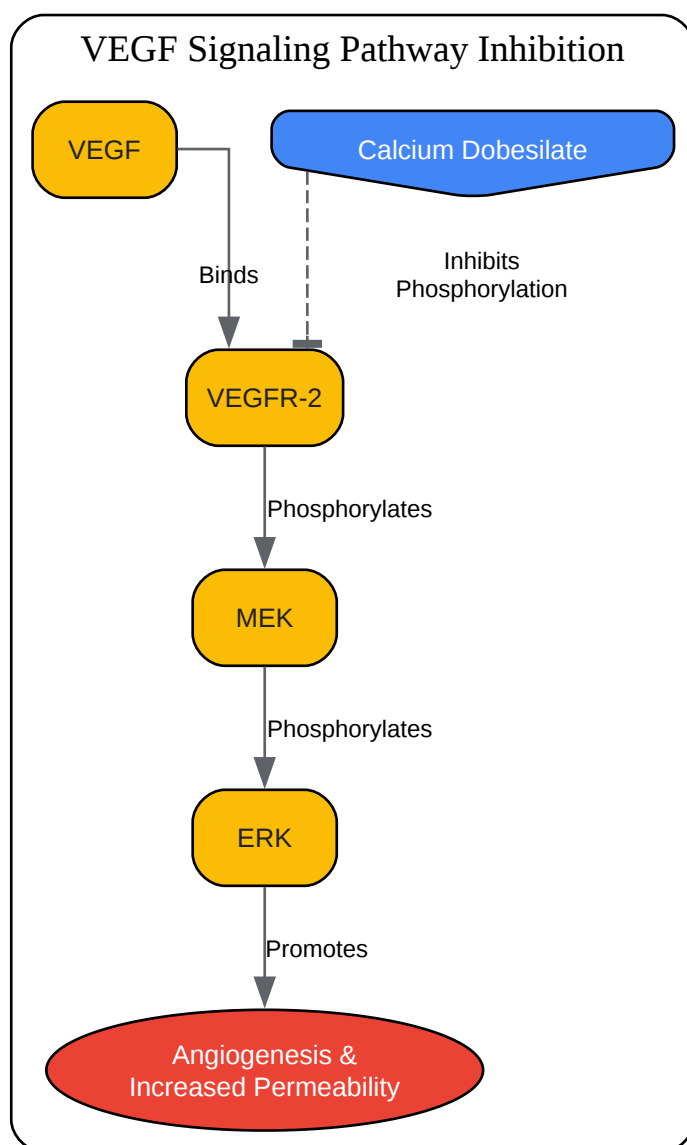 VEGF Signaling Pathway Inhibition
VEGF
Calcium Dobesilate
Binds
Inhibits
Phosphorylation
VEGFR-2
Phosphorylates
MEK
Phosphorylates
ERK
Promotes
Angiogenesis &
Increased Permeability